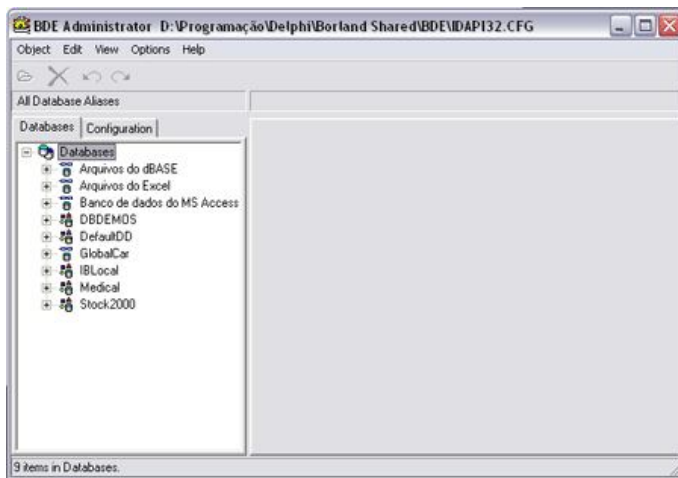 BDE Administrator D:\Programação\Delphi\Borland Shared\BDE\IDAPI32.CFG
Object Edit View Options Help
All Database Aliases
Databases Configuration
Databases
Arquivos do dBASE
Arquivos do Excel
Banco de dados do MS Access
DBDEMOS
DefaultDD
GlobalCar
IBLocal
Medical
Stock2000
9 items in Databases.